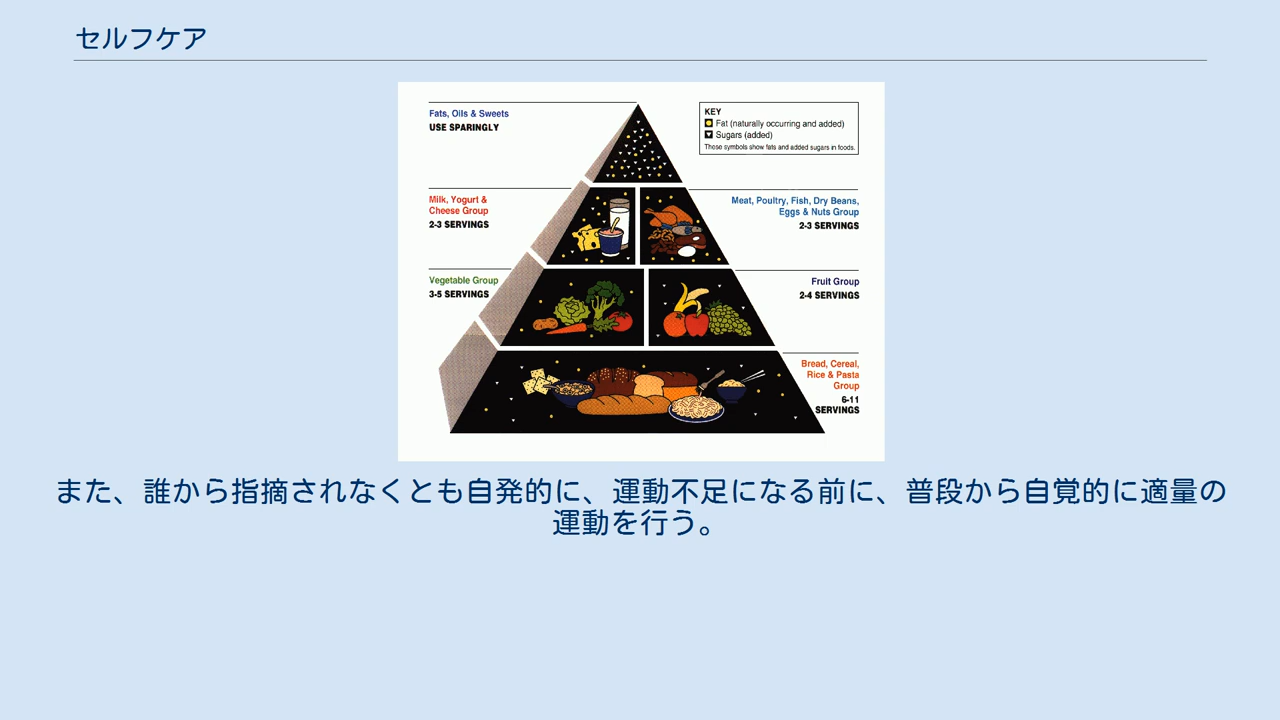 セルフケア
Fats, Oils & Sweets
USE SPARINGLY
KEY
Fat (naturally occurring and added)
Sugars (added)
These symbols show fats and added sugars in foods.
Milk, Yogurt &
Cheese Group
2-3 SERVINGS
Meat, Poultry, Fish, Dry Beans,
Eggs & Nuts Group
2-3 SERVINGS
Vegetable Group
3-5 SERVINGS
Fruit Group
2-4 SERVINGS
Bread, Cereal,
Rice & Pasta
Group
6-11
SERVINGS
また、誰から指摘されなくとも自発的に、運動不足になる前に、普段から自覚的に適量の
運動を行う。